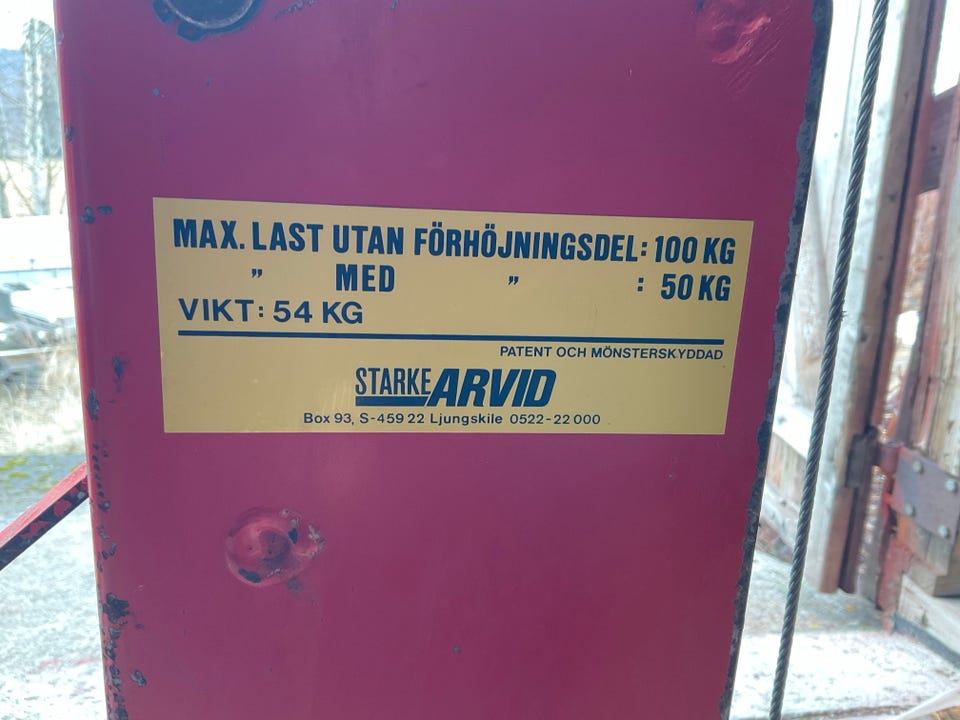 MAX. LAST UTAN FÖRHÖJNINGSDEL: 100 KG
" MED " : 50 KG
VIKT: 54 KG
PATENT OCH MÖNSTERSKYDDAD
STARKE ARVID
Box 93, S-459 22 Ljungskile 0522-22 000